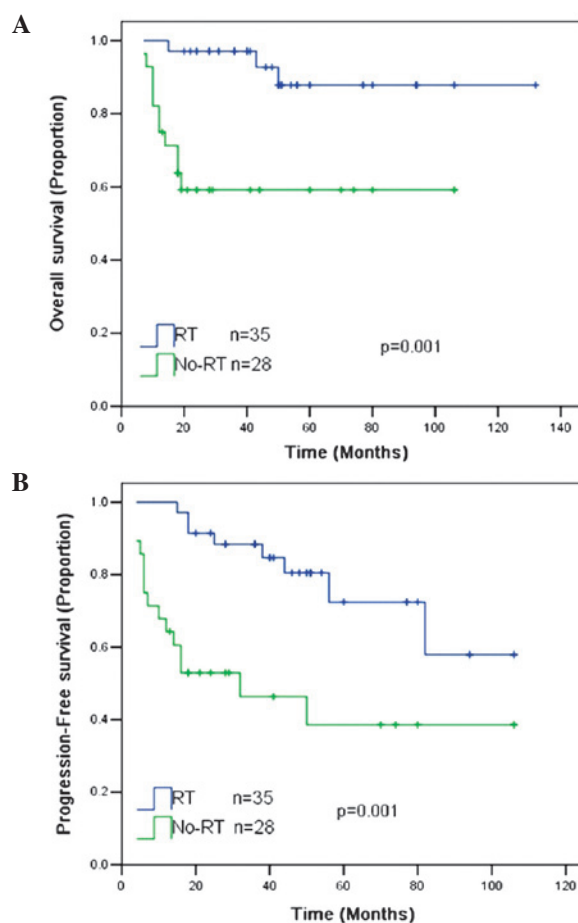 A
Overall survival (Proportion)
1.0
0.8
0.6
0.4
0.2
0.0
RT n=35
No-RT n=28
p=0.001
0 20 40 60 80 100 120 140
Time (Months)
B
Progression-Free survival (Proportion)
1.0
0.8
0.6
0.4
0.2
0.0
RT n=35
No-RT n=28
p=0.001
0 20 40 60 80 100 120
Time (Months)